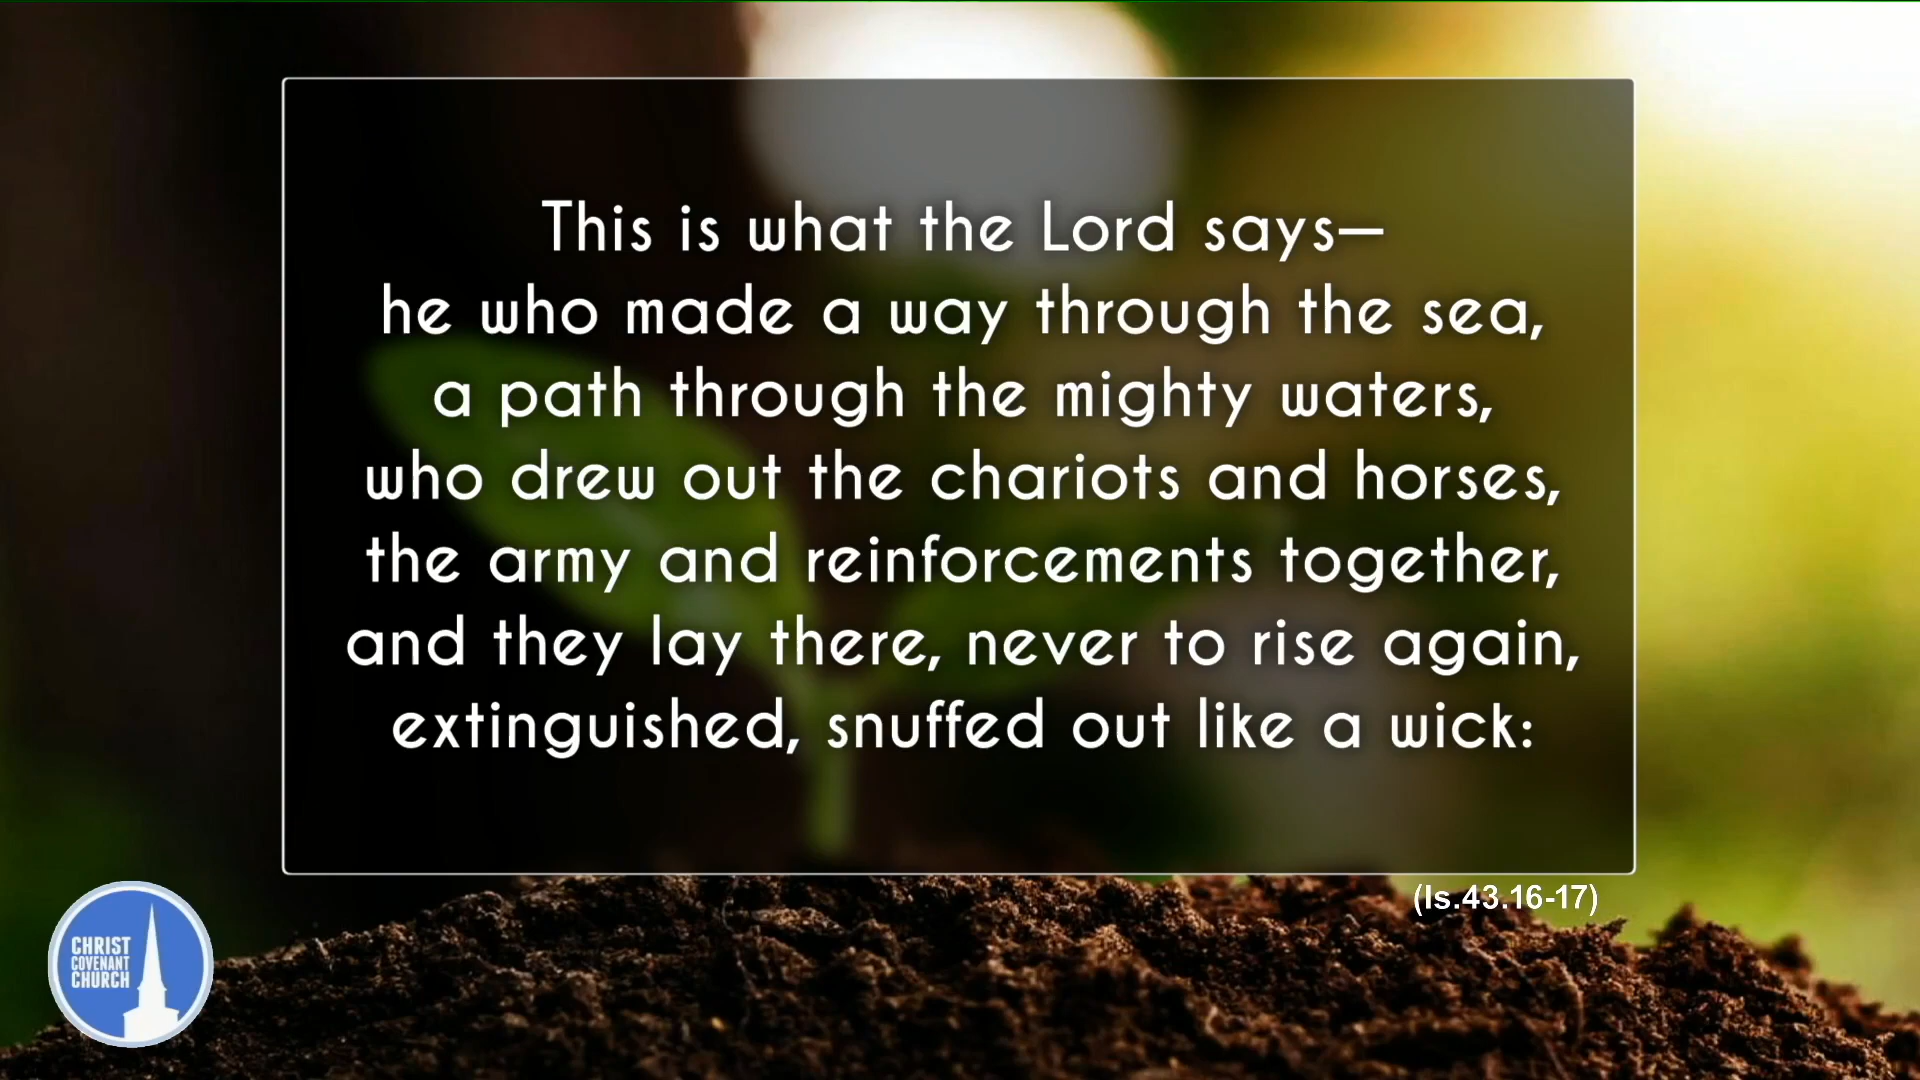 This is what the Lord says—
he who made a way through the sea,
a path through the mighty waters,
who drew out the chariots and horses,
the army and reinforcements together,
and they lay there, never to rise again,
extinguished, snuffed out like a wick:
(Is.43.16-17)
CHRIST
COVENANT
CHURCH